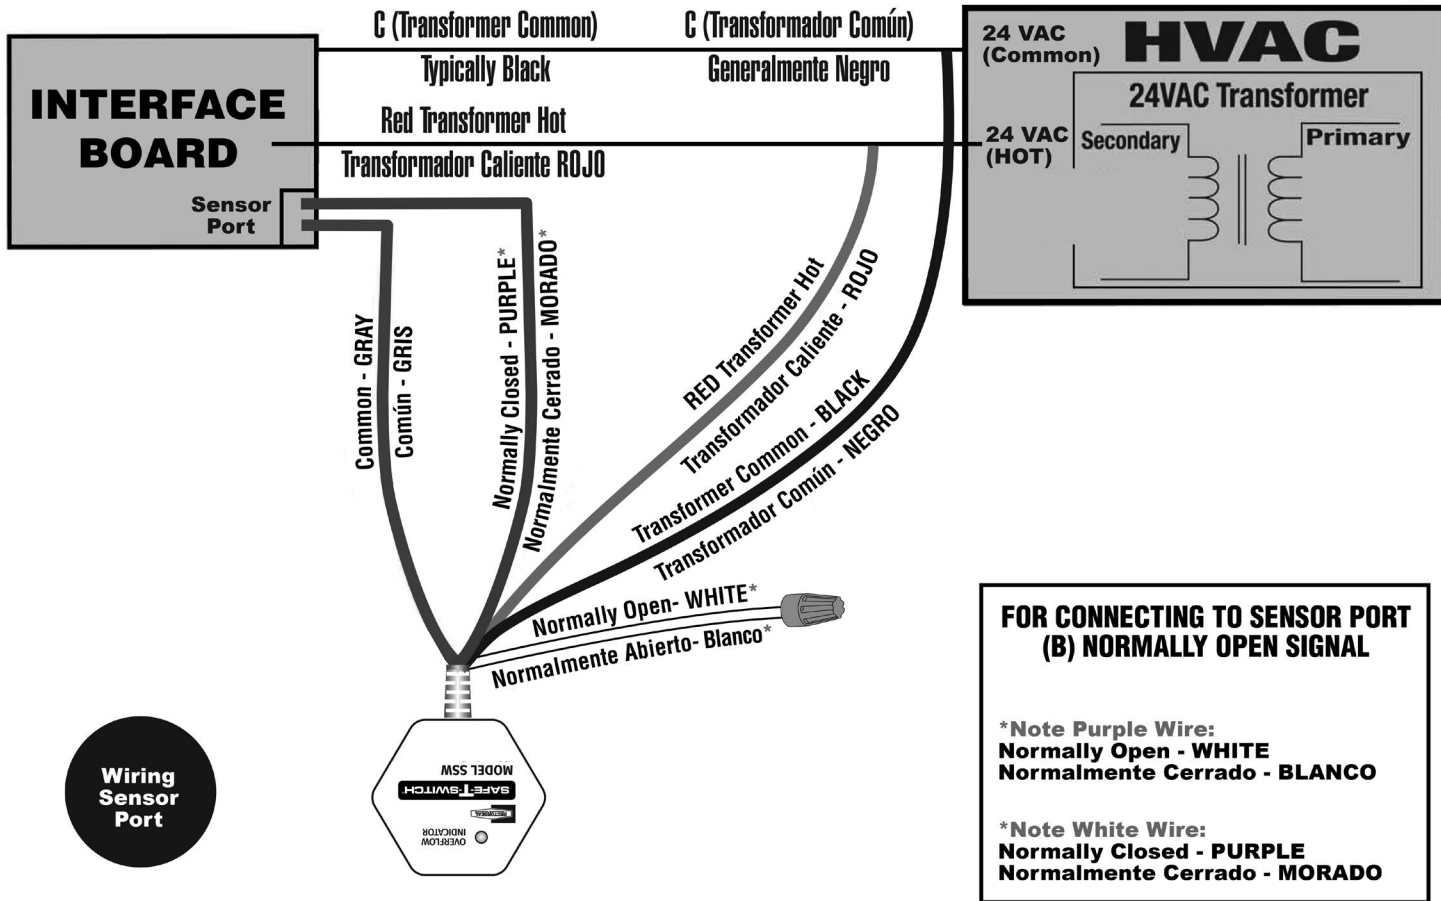 C (Transformer Common)
C (Transformador Común)
Typically Black
Generalmente Negro
Red Transformer Hot
Transformador Caliente ROJO
INTERFACE
BOARD
Sensor
Port
24 VAC
(Common)
HVAC
24VAC Transformer
24 VAC
(HOT)
Secondary
Primary
Common - GRAY
Común - GRIS
Normally Closed - PURPLE*
Normalmente Cerrado - MORADO*
RED Transformer Hot
Transformador Caliente - ROJO
Transformer Common - BLACK
Transformador Común - NEGRO
Normally Open- WHITE*
Normalmente Abierto- Blanco*
MODEL SSW
SAFE-T-SWITCH
RECTORSEAL
OVERFLOW
INDICATOR
Wiring
Sensor
Port
FOR CONNECTING TO SENSOR PORT
(B) NORMALLY OPEN SIGNAL
*Note Purple Wire:
Normally Open - WHITE
Normalmente Cerrado - BLANCO
*Note White Wire:
Normally Closed - PURPLE
Normalmente Cerrado - MORADO